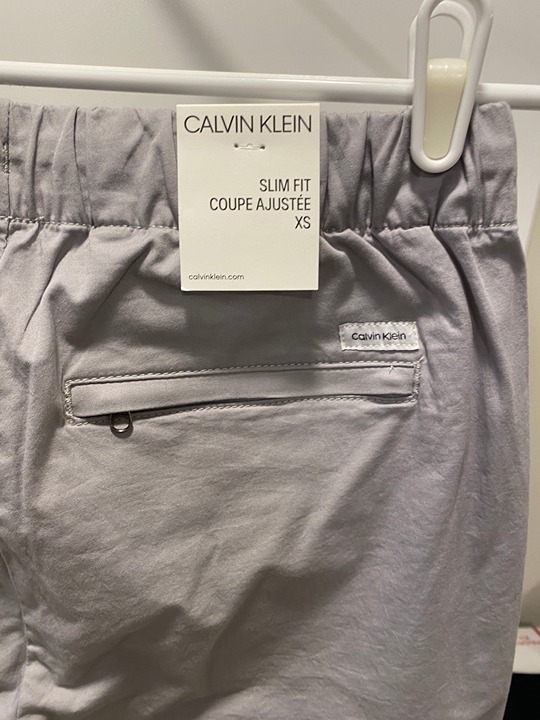 CALVIN KLEIN
SLIM FIT
COUPE AJUSTÉE
XS
calvinklein.com
Calvin Klein